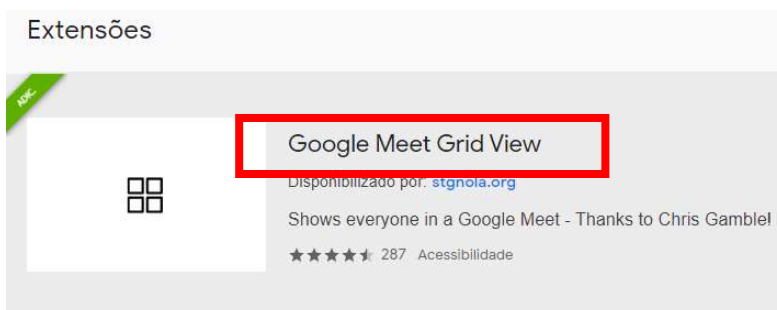 Extensões
ADIC.
Google Meet Grid View
Disponibilizado por: stgnola.org
Shows everyone in a Google Meet - Thanks to Chris Gamble!
287 Acessibilidade